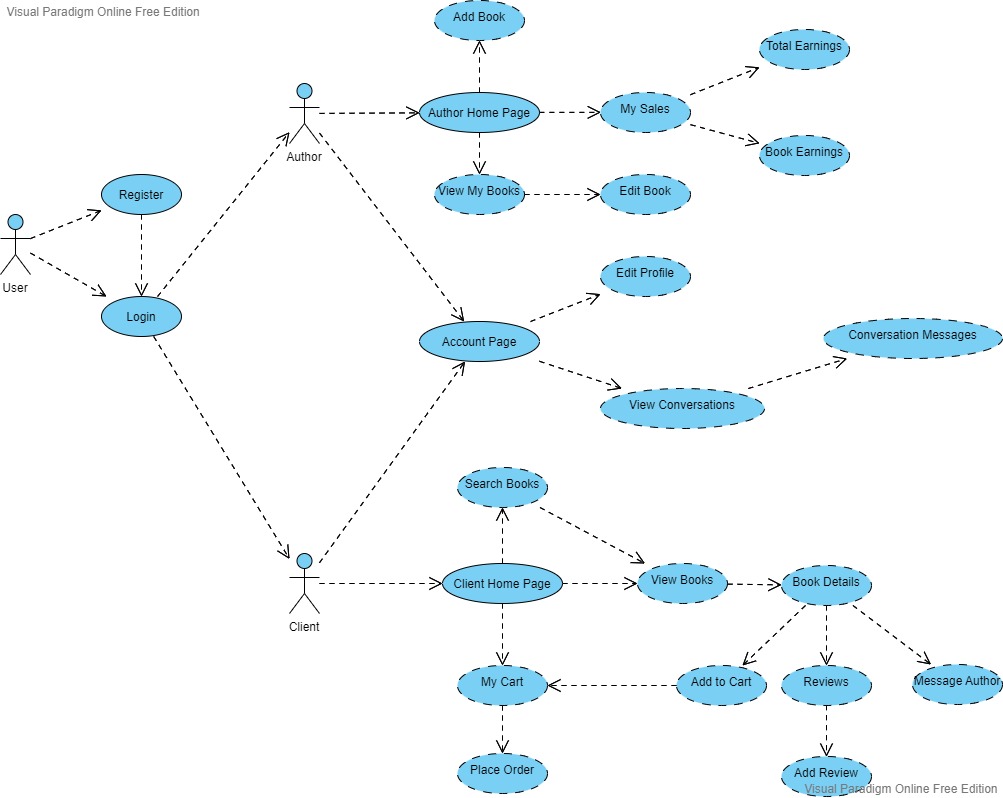 Visual Paradigm Online Free Edition
Add Book
Total Earnings
Author Home Page
My Sales
Author
Book Earnings
Register
View My Books
Edit Book
User
Edit Profile
Login
Account Page
Conversation Messages
View Conversations
Search Books
Client Home Page
View Books
Book Details
Client
My Cart
Add to Cart
Reviews
Message Author
Place Order
Add Review
Visual Paradigm Online Free Edition